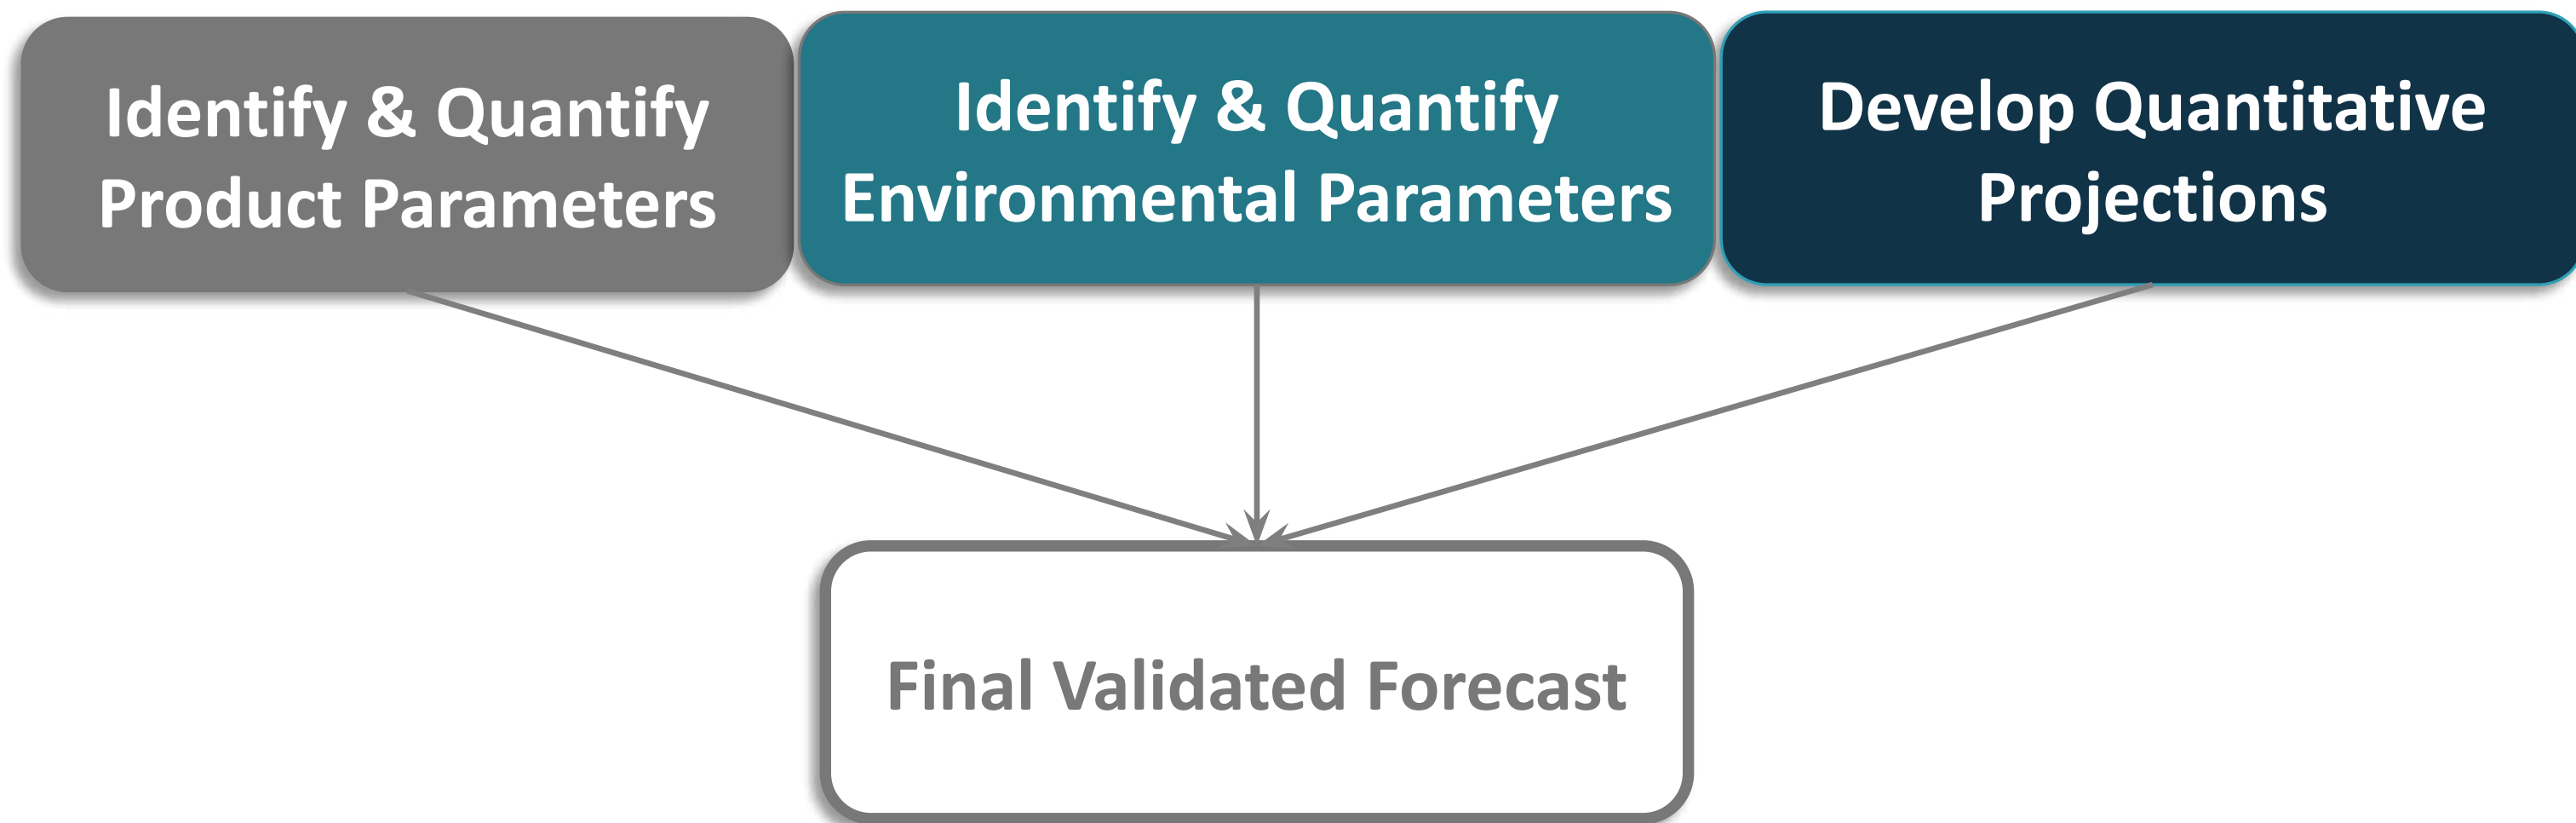 Identify & Quantify
Product Parameters
Identify & Quantify
Environmental Parameters
Develop Quantitative
Projections
Final Validated Forecast